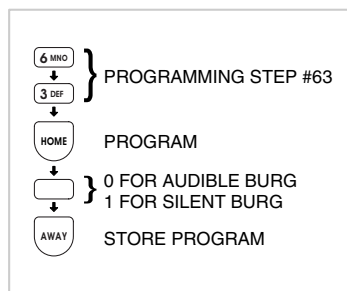 6 MNO
PROGRAMMING STEP #63
3 DEF
HOME PROGRAM
0 FOR AUDIBLE BURG
1 FOR SILENT BURG
AWAY STORE PROGRAM